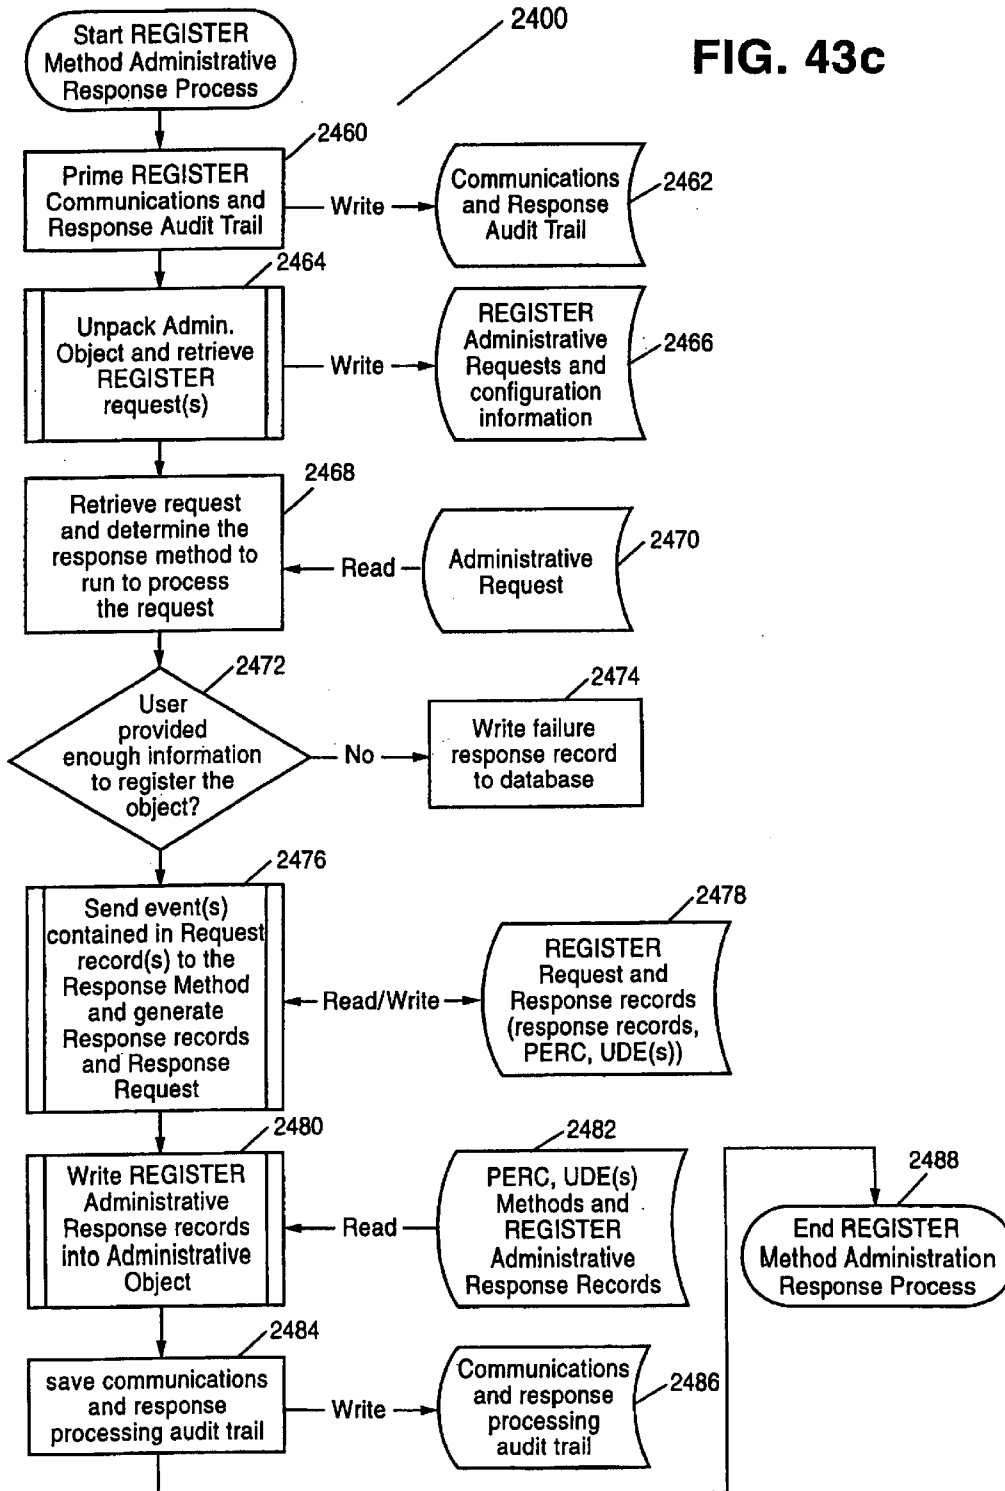 2400
FIG. 43c
Start REGISTER
Method Administrative
Response Process
2460
Prime REGISTER
Communications and
Response Audit Trail
Write
Communications
and Response
Audit Trail
2462
2464
Unpack Admin.
Object and retrieve
REGISTER
request(s)
Write
REGISTER
Administrative
Requests and
configuration
information
2466
2468
Retrieve request
and determine the
response method to
run to process
the request
Read
Administrative
Request
2470
2472
User
provided
enough information
to register the
object?
No
2474
Write failure
response record
to database
2476
Send event(s)
contained in Request
record(s) to the
Response Method
and generate
Response records
and Response
Request
Read/Write
2478
REGISTER
Request and
Response records
(response records,
PERC, UDE(s))
2480
Write REGISTER
Administrative
Response records
into Administrative
Object
Read
2482
PERC, UDE(s)
Methods and
REGISTER
Administrative
Response Records
2484
save communications
and response
processing audit trail
Write
Communications
and response
processing
audit trail
2486
2488
End REGISTER
Method Administration
Response Process